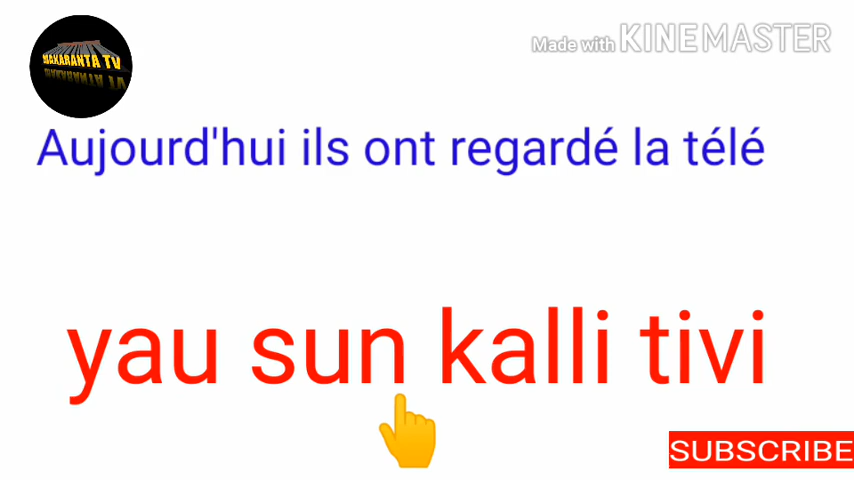 MAKARANTA TV
Made with KINEMASTER
Aujourd'hui ils ont regardé la télé
yau sun kalli tivi
SUBSCRIBE